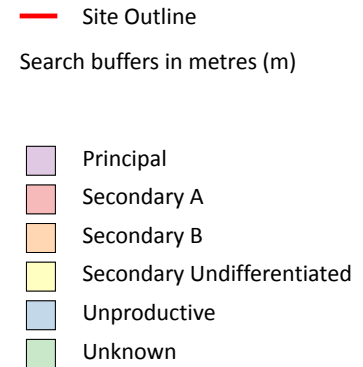 Site Outline
Search buffers in metres (m)
Principal
Secondary A
Secondary B
Secondary Undifferentiated
Unproductive
Unknown